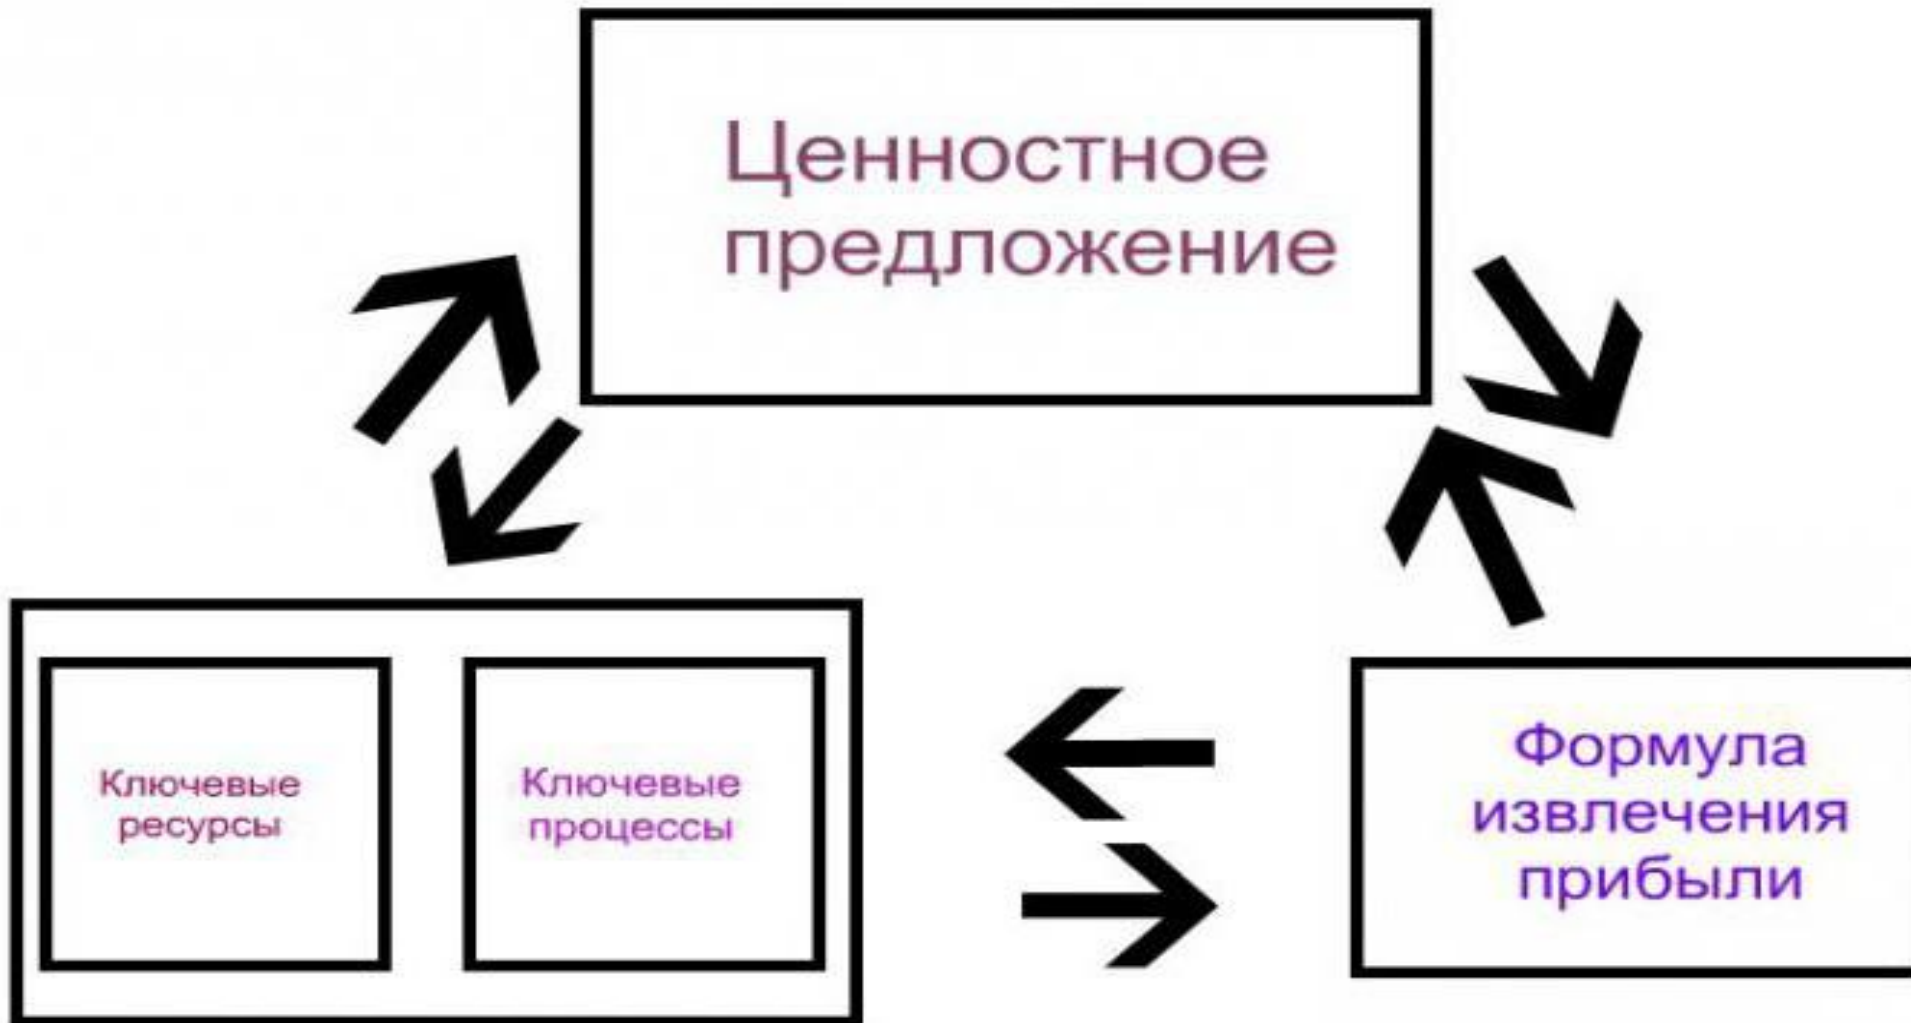 Ценностное
предложение
Ключевые
ресурсы
Ключевые
процессы
Формула
извлечения
прибыли